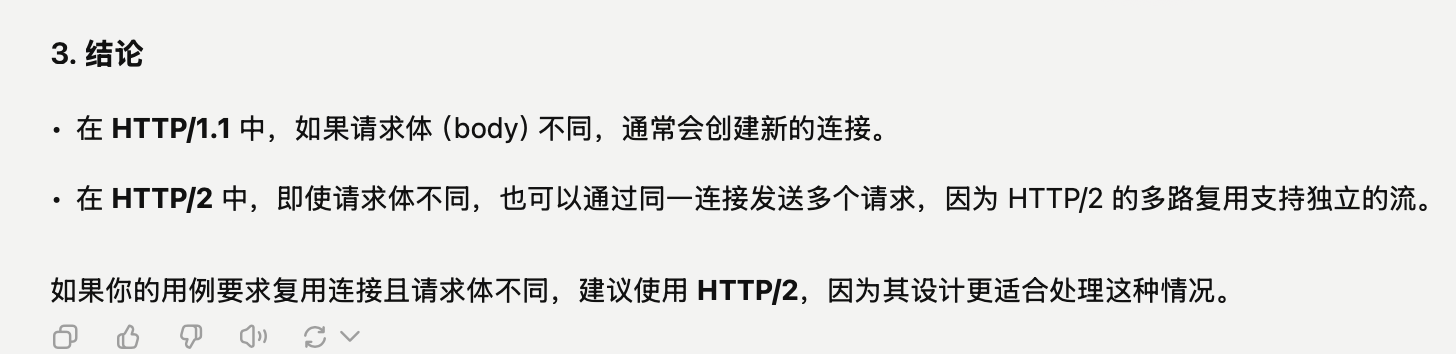 3. 结论
• 在 HTTP/1.1 中，如果请求体（body）不同，通常会创建新的连接。
• 在 HTTP/2 中，即使请求体不同，也可以通过同一连接发送多个请求，因为 HTTP/2 的多路复用支持独立的流。
如果你的用例要求复用连接且请求体不同，建议使用 HTTP/2，因为其设计更适合处理这种情况。